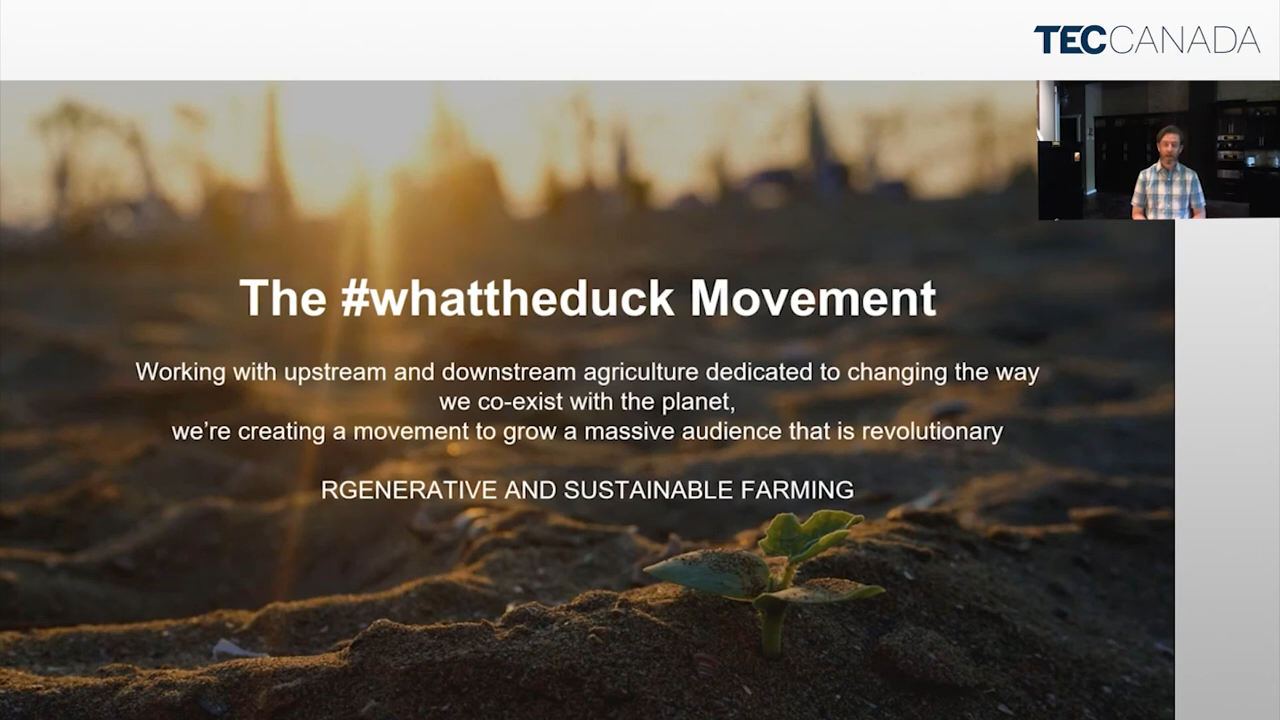 TECCANADA
The #whattheduck Movement
Working with upstream and downstream agriculture dedicated to changing the way
we co-exist with the planet,
we’re creating a movement to grow a massive audience that is revolutionary
RGENERATIVE AND SUSTAINABLE FARMING